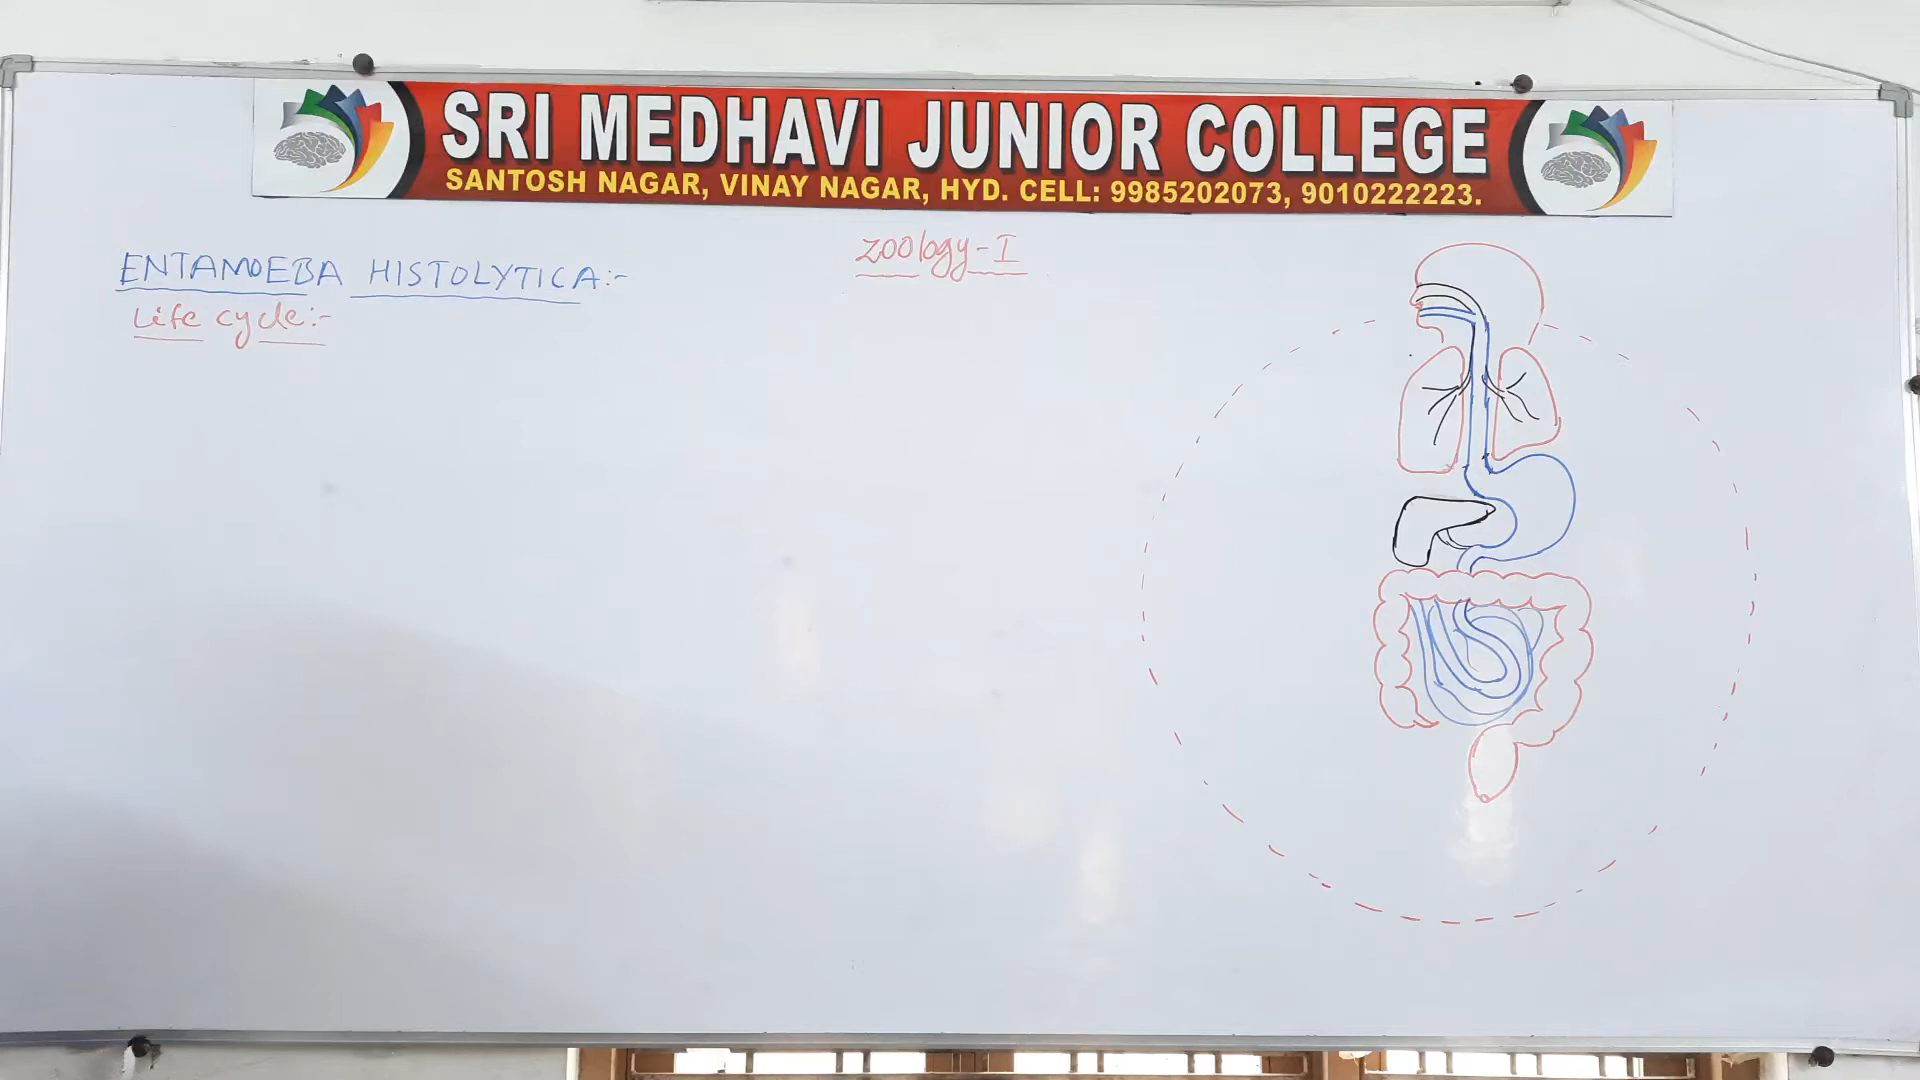 SRI MEDHAVI JUNIOR COLLEGE
SANTOSH NAGAR, VINAY NAGAR, HYD. CELL: 9985202073, 9010222223.
Zoology-I
ENTAMOEBA HISTOLYTICA:-
Life cycle:-